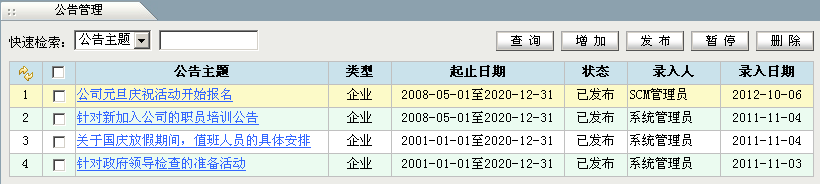 公告管理
快速检索： 公告主题 查 询 增 加 发 布 暂 停 删 除
公告主题 类型 起止日期 状态 录入人 录入日期
1 公司元旦庆祝活动开始报名 企业 2008-05-01至2020-12-31 已发布 SCM管理员 2012-10-06
2 针对新加入公司的职员培训公告 企业 2008-05-01至2020-12-31 已发布 系统管理员 2011-11-04
3 关于国庆放假期间，值班人员的具体安排 企业 2001-01-01至2020-12-31 已发布 系统管理员 2011-11-04
4 针对政府领导检查的准备活动 企业 2001-01-01至2020-12-31 已发布 系统管理员 2011-11-03